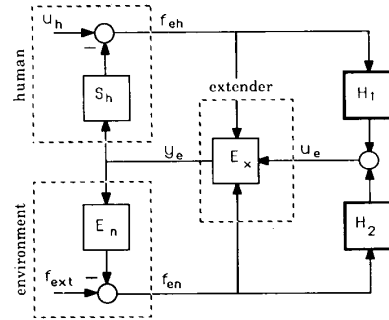 u_h
f_eh
human
S_h
extender
H_1
y_e
E_x
u_e
environment
E_n
H_2
f_ext
f_en